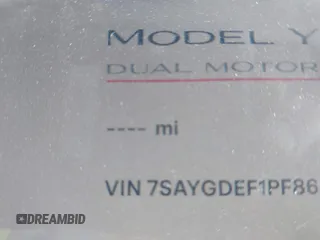 MODEL Y
DUAL MOTOR
---- mi
VIN 7SAYGDEF1PF86
DREAMBID